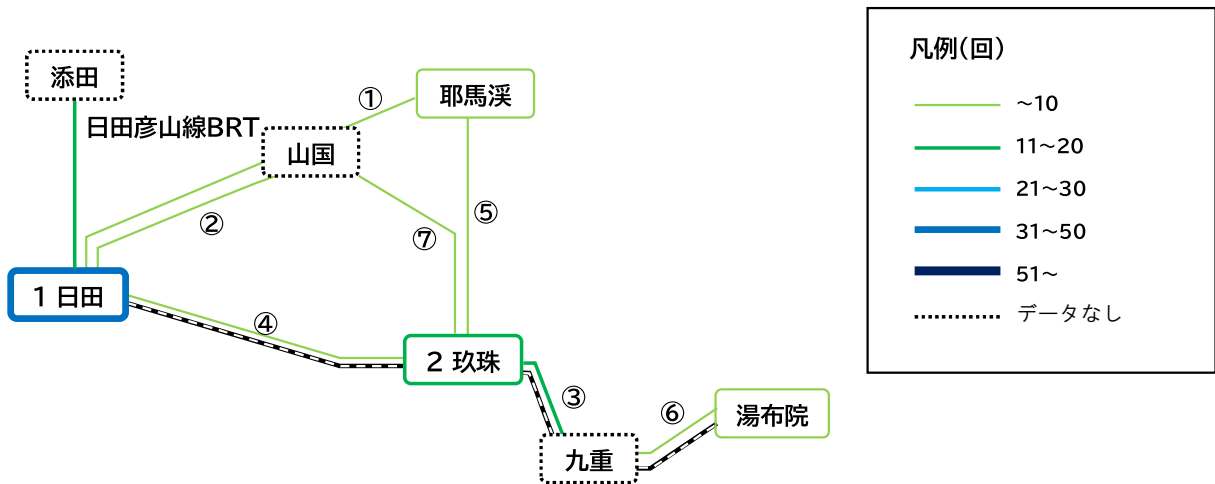 添田
日田彦山線BRT
①
耶馬渓
山国
②
⑤
⑦
1 日田
④
2 玖珠
③
⑥
湯布院
九重
凡例(回)
～10
11～20
21～30
31～50
51～
データなし